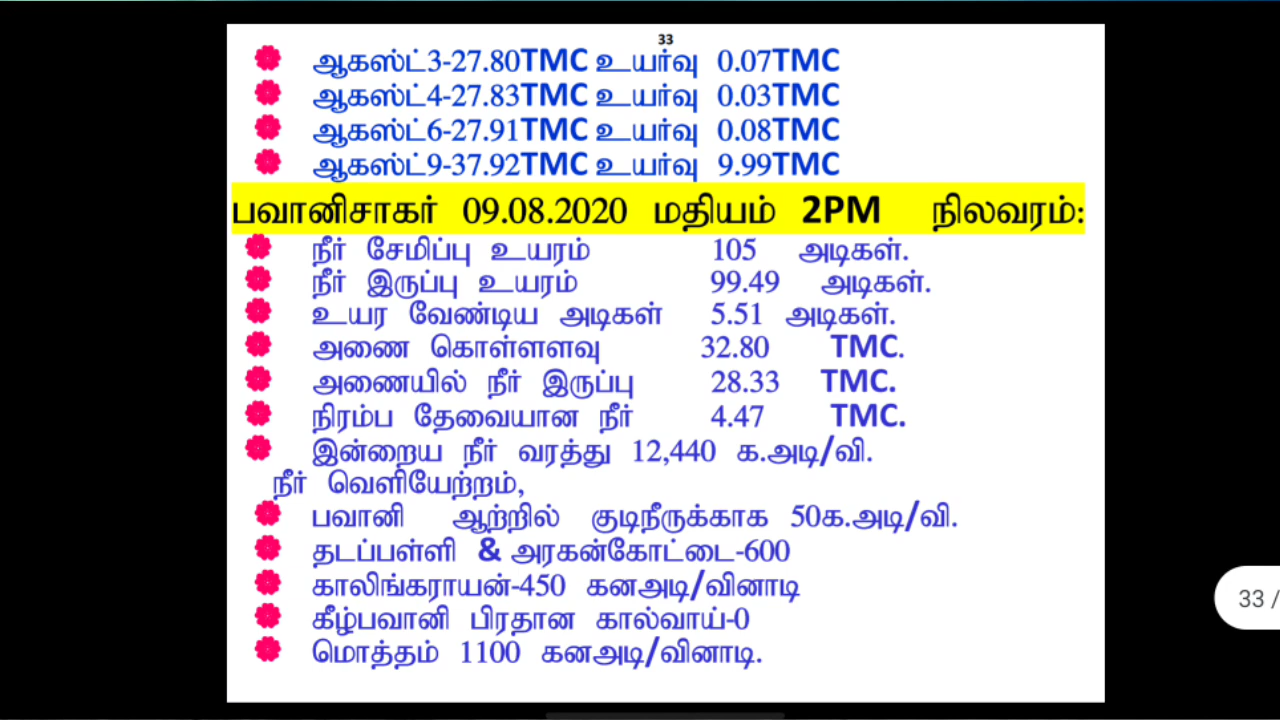 33
ஆகஸ்ட்3-27.80TMC உயர்வு 0.07TMC
ஆகஸ்ட்4-27.83TMC உயர்வு 0.03TMC
ஆகஸ்ட்6-27.91TMC உயர்வு 0.08TMC
ஆகஸ்ட்9-37.92TMC உயர்வு 9.99TMC
பவானிசாகர் 09.08.2020 மதியம் 2PM நிலவரம்:
நீர் சேமிப்பு உயரம் 105 அடிகள்.
நீர் இருப்பு உயரம் 99.49 அடிகள்.
உயர வேண்டிய அடிகள் 5.51 அடிகள்.
அணை கொள்ளளவு 32.80 TMC.
அணையில் நீர் இருப்பு 28.33 TMC.
நிரம்ப தேவையான நீர் 4.47 TMC.
இன்றைய நீர் வரத்து 12,440 க.அடி/வி.
நீர் வெளியேற்றம்,
பவானி ஆற்றில் குடிநீருக்காக 50க.அடி/வி.
தடப்பள்ளி & அரகன்கோட்டை-600
காலிங்கராயன்-450 கனஅடி/வினாடி
கீழ்பவானி பிரதான கால்வாய்-0
மொத்தம் 1100 கனஅடி/வினாடி.
33 /